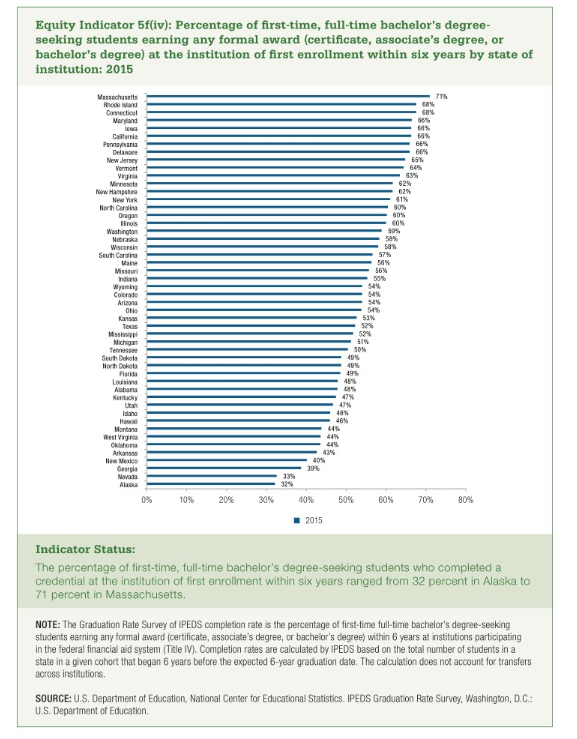 Equity Indicator 5f(iv): Percentage of first-time, full-time bachelor's degree-
seeking students earning any formal award (certificate, associate's degree, or
bachelor's degree) at the institution of first enrollment within six years by state of
institution: 2015
Massachusetts 71%
Rhode Island 68%
Connecticut 68%
Maryland 66%
Iowa 66%
California 66%
Pennsylvania 66%
Delaware 66%
New Jersey 65%
Vermont 64%
Virginia 63%
Minnesota 62%
New Hampshire 62%
New York 61%
North Carolina 60%
Oregon 60%
Illinois 60%
Washington 59%
Nebraska 58%
Wisconsin 58%
South Carolina 57%
Maine 56%
Missouri 56%
Indiana 55%
Wyoming 54%
Colorado 54%
Arizona 54%
Ohio 54%
Kansas 53%
Texas 52%
Mississippi 52%
Michigan 51%
Tennessee 50%
South Dakota 49%
North Dakota 49%
Florida 49%
Louisiana 48%
Alabama 48%
Kentucky 47%
Utah 47%
Idaho 46%
Hawaii 46%
Montana 44%
West Virginia 44%
Oklahoma 44%
Arkansas 43%
New Mexico 40%
Georgia 39%
Nevada 33%
Alaska 32%
0% 10% 20% 30% 40% 50% 60% 70% 80%
2015
Indicator Status:
The percentage of first-time, full-time bachelor's degree-seeking students who completed a
credential at the institution of first enrollment within six years ranged from 32 percent in Alaska to
71 percent in Massachusetts.
NOTE: The Graduation Rate Survey of IPEDS completion rate is the percentage of first-time full-time bachelor's degree-seeking
students earning any formal award (certificate, associate's degree, or bachelor's degree) within 6 years at institutions participating
in the federal financial aid system (Title IV). Completion rates are calculated by IPEDS based on the total number of students in a
state in a given cohort that began 6 years before the expected 6-year graduation date. The calculation does not account for transfers
across institutions.
SOURCE: U.S. Department of Education, National Center for Educational Statistics. IPEDS Graduation Rate Survey, Washington, D.C.:
U.S. Department of Education.